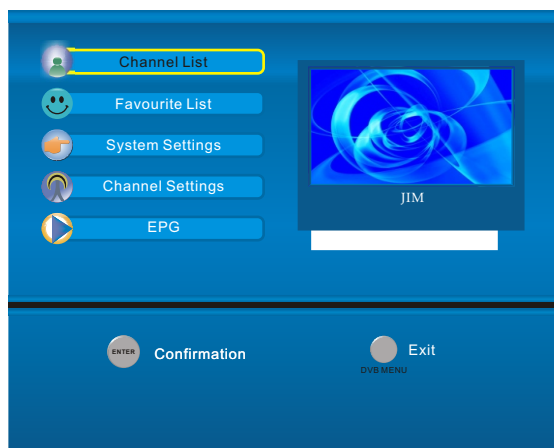 Channel List
Favourite List
System Settings
Channel Settings
EPG
JIM
ENTER
Confirmation
Exit
DVB MENU